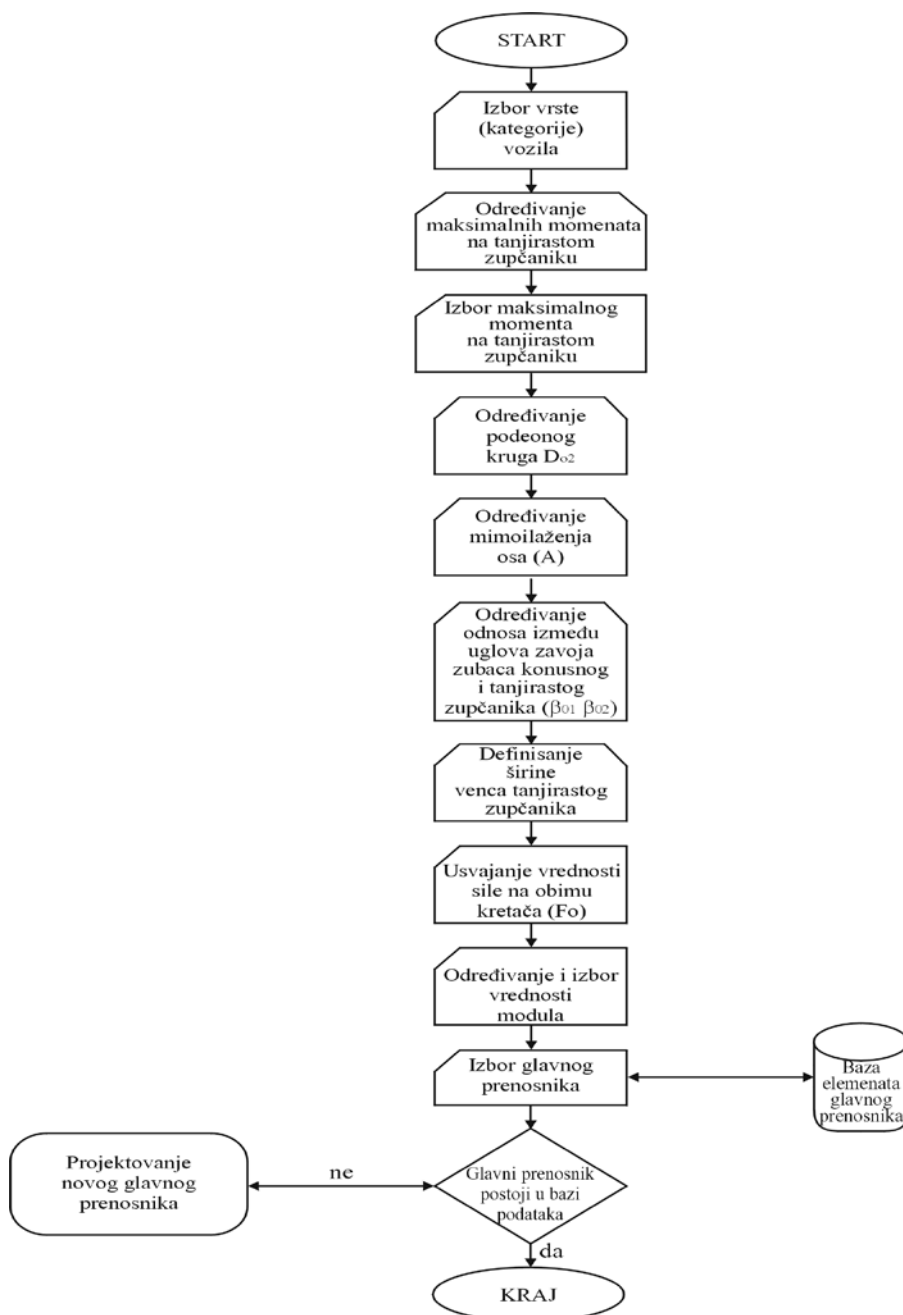 START
Izbor vrste
(kategorije)
vozila
Određivanje
maksimalnih momenata
na tanjirastom
zupčaniku
Izbor maksimalnog
momenta
na tanjirastom
zupčaniku
Određivanje
podeonog
kruga Do2
Određivanje
mimoilaženja
osa (A)
Određivanje
odnosa između
uglova zavoja
zubaca konusnog
i tanjirastog
zupčanika (β01 β02)
Definisanje
širine
venca tanjirastog
zupčanika
Usvajanje vrednosti
sile na obimu
kretača (Fo)
Određivanje i izbor
vrednosti
modula
Izbor glavnog
prenosnika
Baza
elemenata
glavnog
prenosnika
Glavni prenosnik
postoji u bazi
podataka
ne
Projektovanje
novog glavnog
prenosnika
da
KRAJ